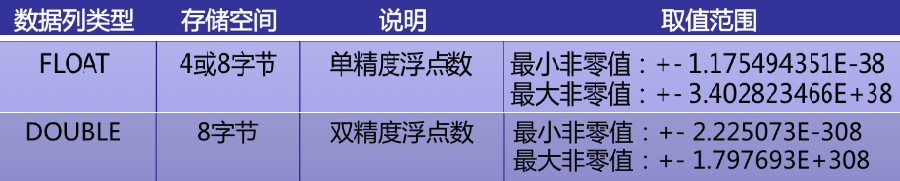 数据列类型 存储空间 说明 取值范围
FLOAT 4或8字节 单精度浮点数 最小非零值：+- 1.175494351E-38
最大非零值：+- 3.402823466E+38
DOUBLE 8字节 双精度浮点数 最小非零值：+- 2.225073E-308
最大非零值：+- 1.797693E+308